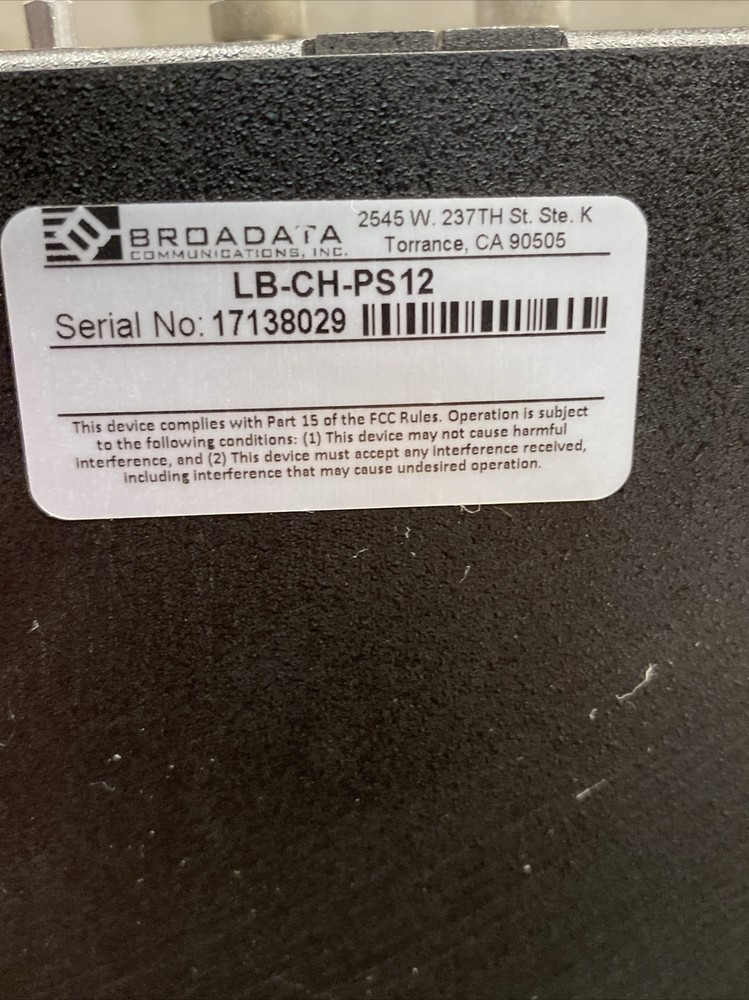 BROADATA
COMMUNICATIONS, INC.
2545 W. 237TH St. Ste. K
Torrance, CA 90505
LB-CH-PS12
Serial No: 17138029
This device complies with Part 15 of the FCC Rules. Operation is subject
to the following conditions: (1) This device may not cause harmful
interference, and (2) This device must accept any interference received,
including interference that may cause undesired operation.